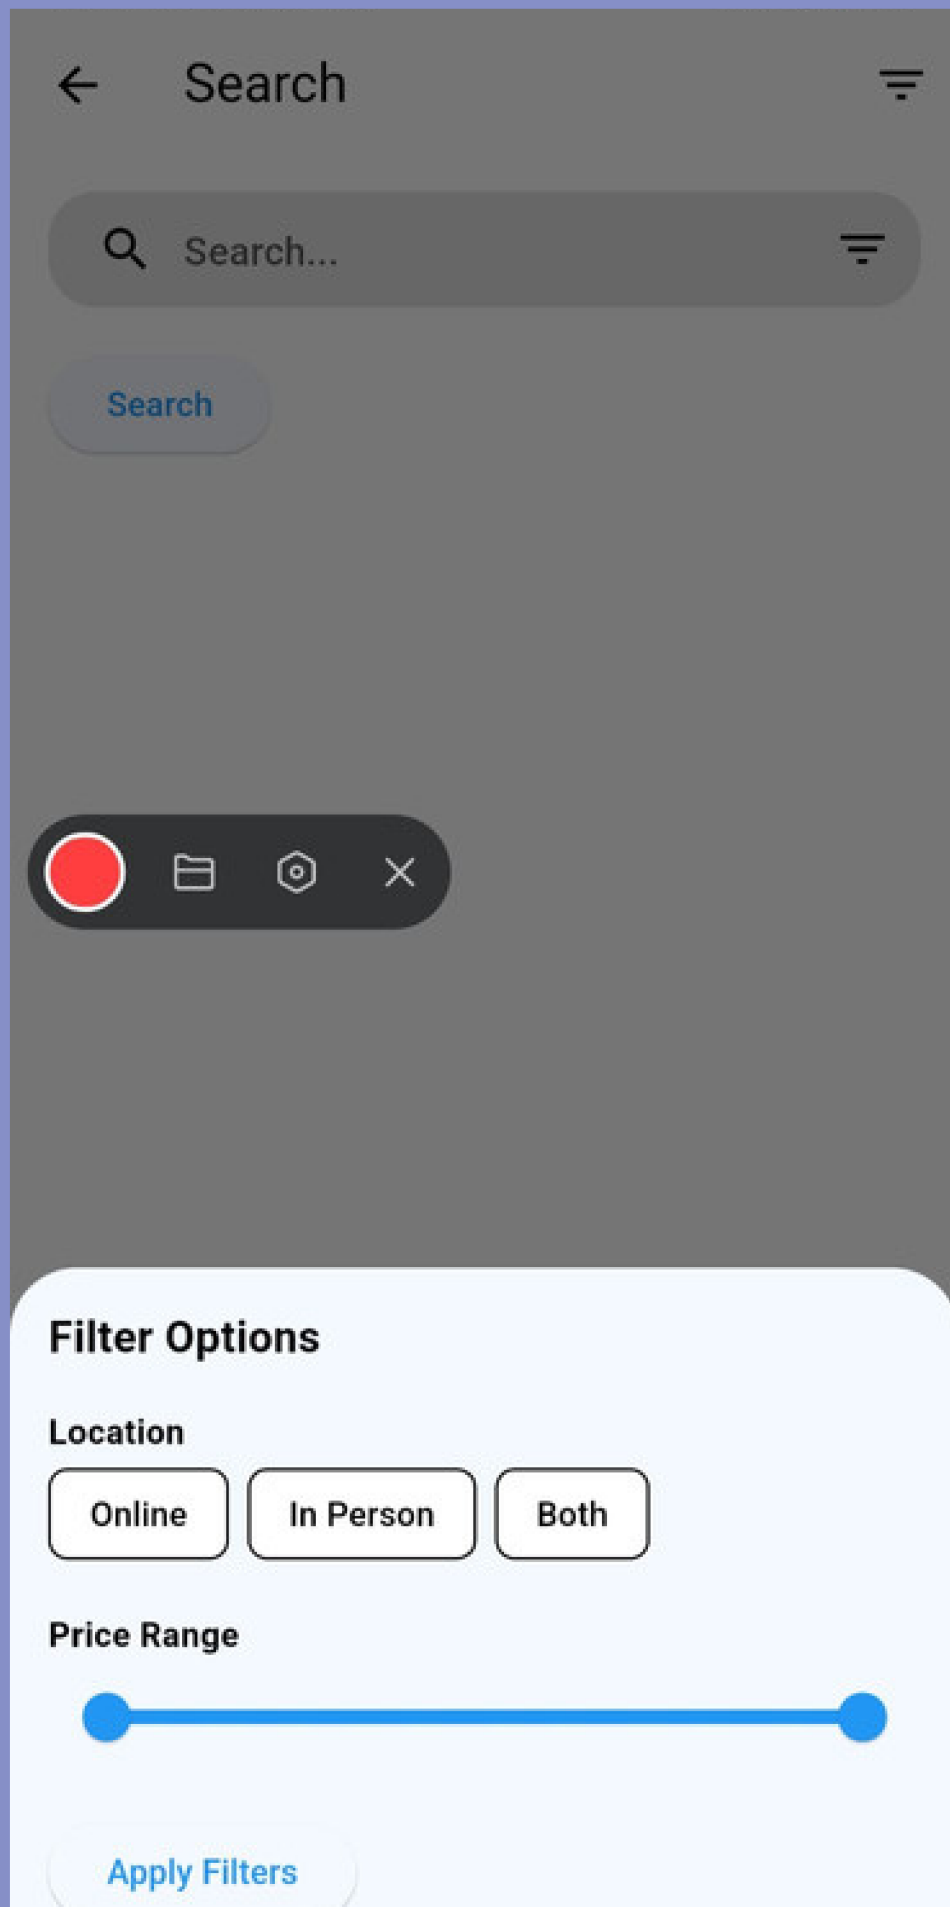 Search
Search...
Search
Filter Options
Location
Online In Person Both
Price Range
Apply Filters